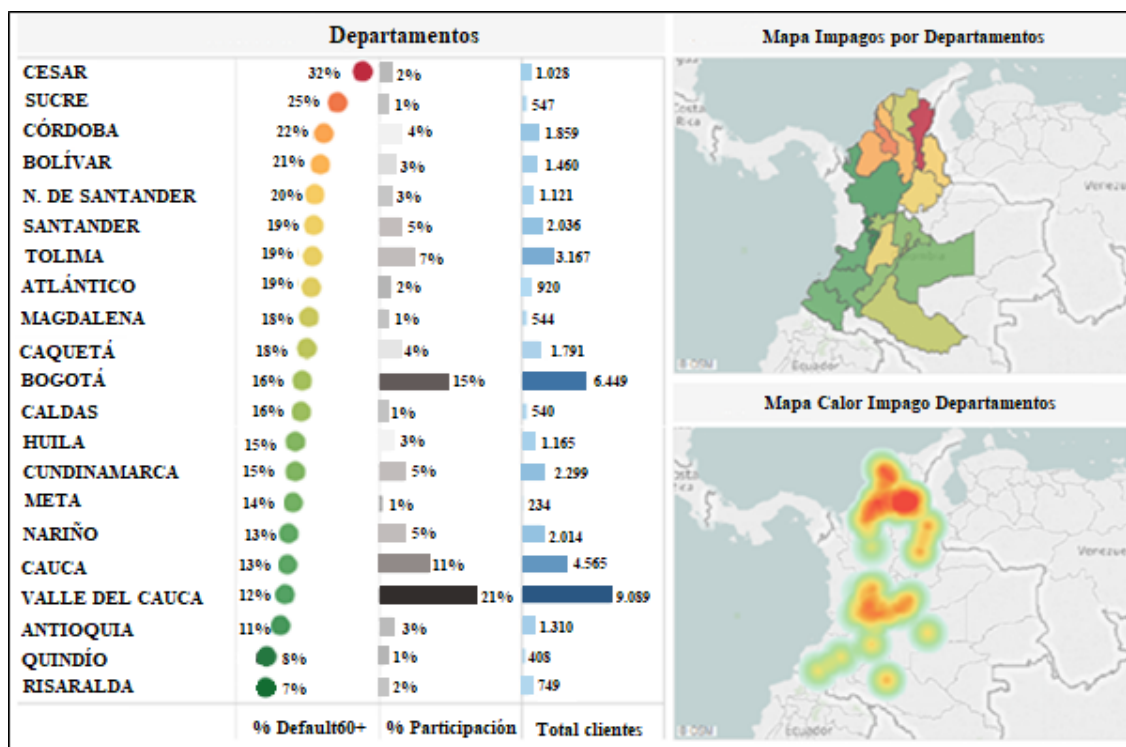 Departamentos
CESAR 32% 2% 1.028
SUCRE 25% 1% 547
CÓRDOBA 22% 4% 1.859
BOLÍVAR 21% 3% 1.460
N. DE SANTANDER 20% 3% 1.121
SANTANDER 19% 5% 2.036
TOLIMA 19% 7% 3.167
ATLÁNTICO 19% 2% 920
MAGDALENA 18% 1% 544
CAQUETÁ 18% 4% 1.791
BOGOTÁ 16% 15% 6.449
CALDAS 16% 1% 540
HUILA 15% 3% 1.165
CUNDINAMARCA 15% 5% 2.299
META 14% 1% 234
NARIÑO 13% 5% 2.014
CAUCA 13% 11% 4.565
VALLE DEL CAUCA 12% 21% 9.089
ANTIOQUIA 11% 3% 1.310
QUINDÍO 8% 1% 408
RISARALDA 7% 2% 749
% Default60+ % Participación Total clientes
Mapa Impagos por Departamentos
Costa
Rica
Venez
Ecuador
© OSM
Mapa Calor Impago Departamentos
Venez
Ecuador
© OSM